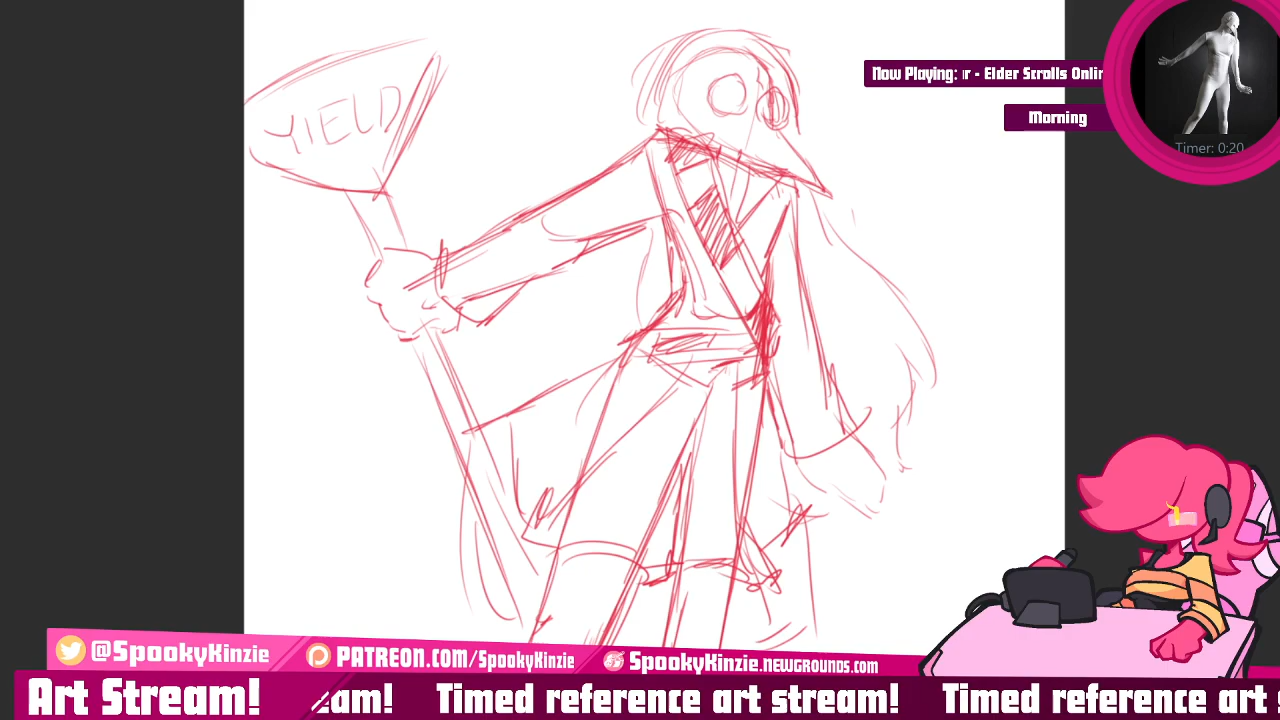 YIELD
Now Playing: r - Elder Scrolls Onlin
Morning
Timer: 0:20
@SpookyKinzie
PATREON.COM/SpookyKinzie
SpookyKinzie.NEWGROUNDS.COM
Art Stream!
eam! Timed reference art stream! Timed reference art s